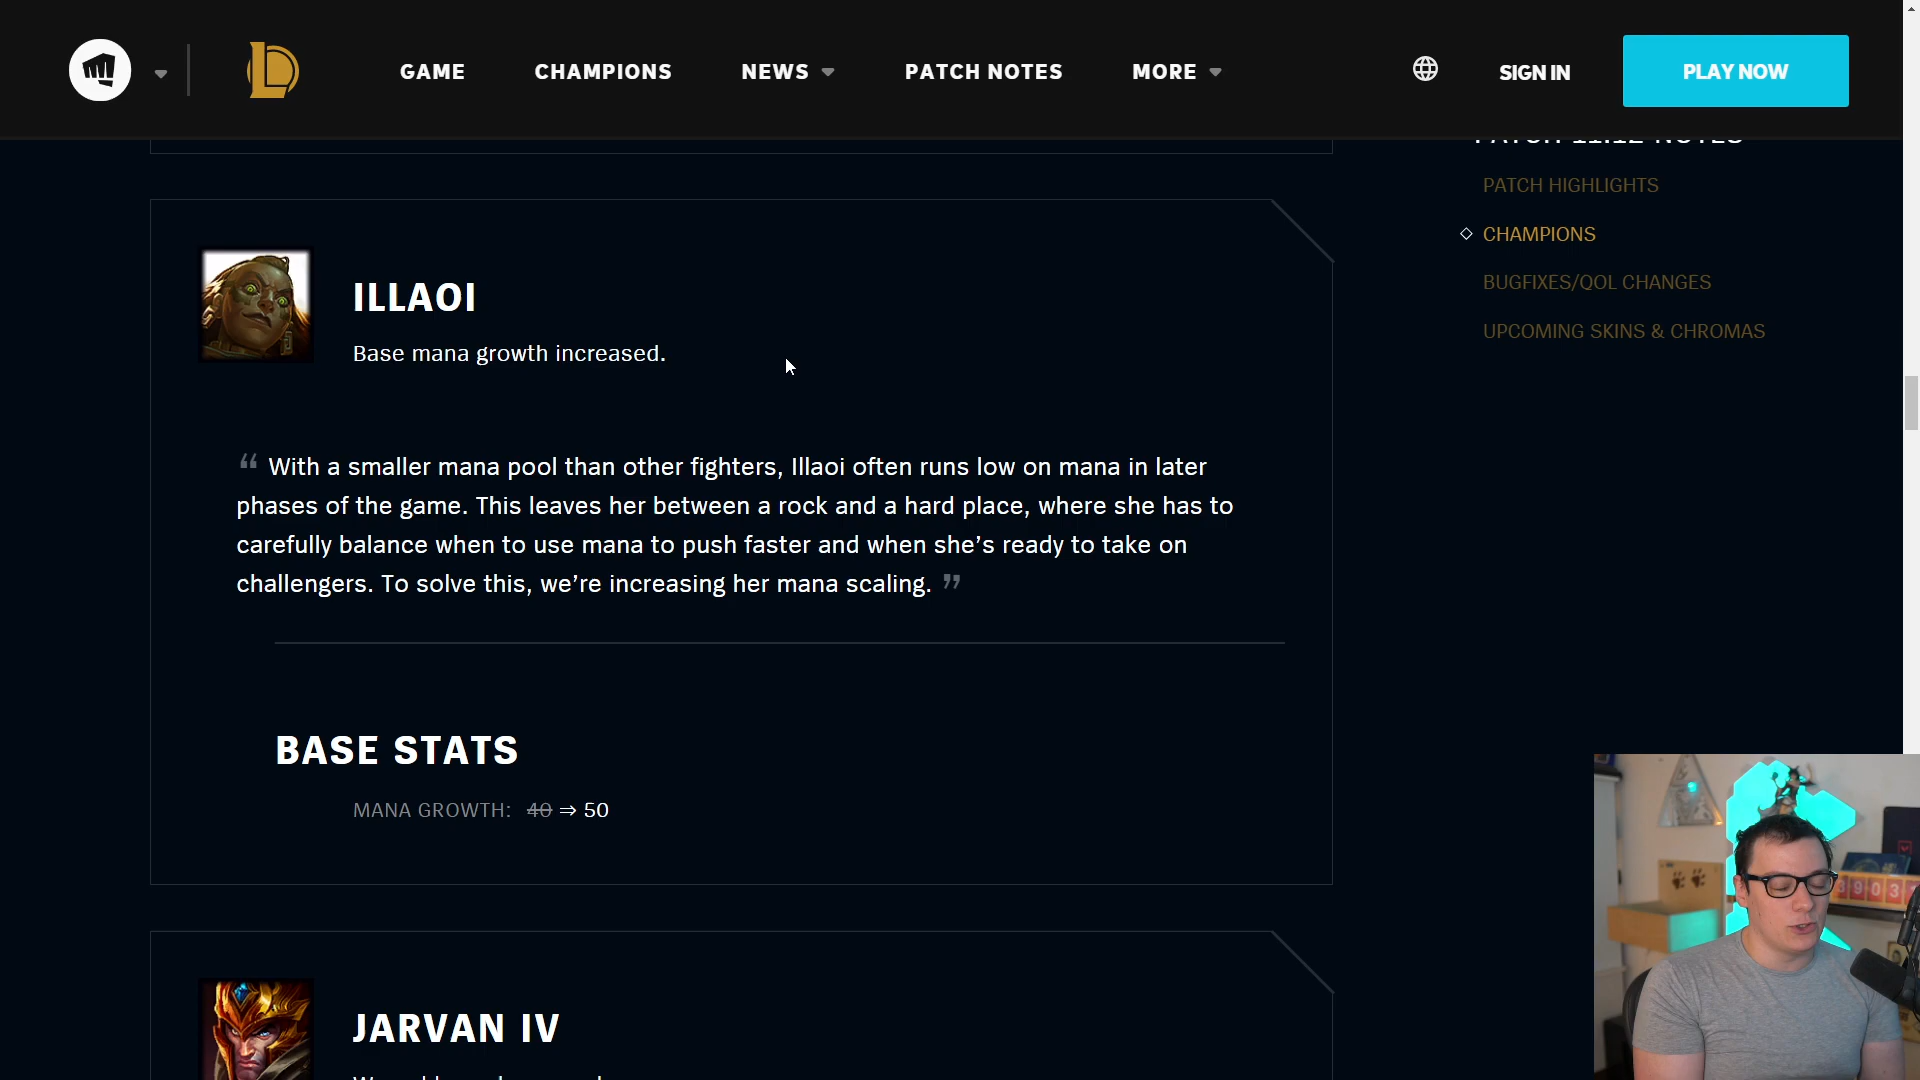 GAME
CHAMPIONS
NEWS
PATCH NOTES
MORE
SIGN IN
PLAY NOW
PATCH 11.12 NOTES
PATCH HIGHLIGHTS
CHAMPIONS
BUGFIXES/QOL CHANGES
UPCOMING SKINS & CHROMAS
ILLAOI
Base mana growth increased.
“ With a smaller mana pool than other fighters, Illaoi often runs low on mana in later
phases of the game. This leaves her between a rock and a hard place, where she has to
carefully balance when to use mana to push faster and when she’s ready to take on
challengers. To solve this, we’re increasing her mana scaling. ”
BASE STATS
MANA GROWTH: 40 ⇒ 50
JARVAN IV